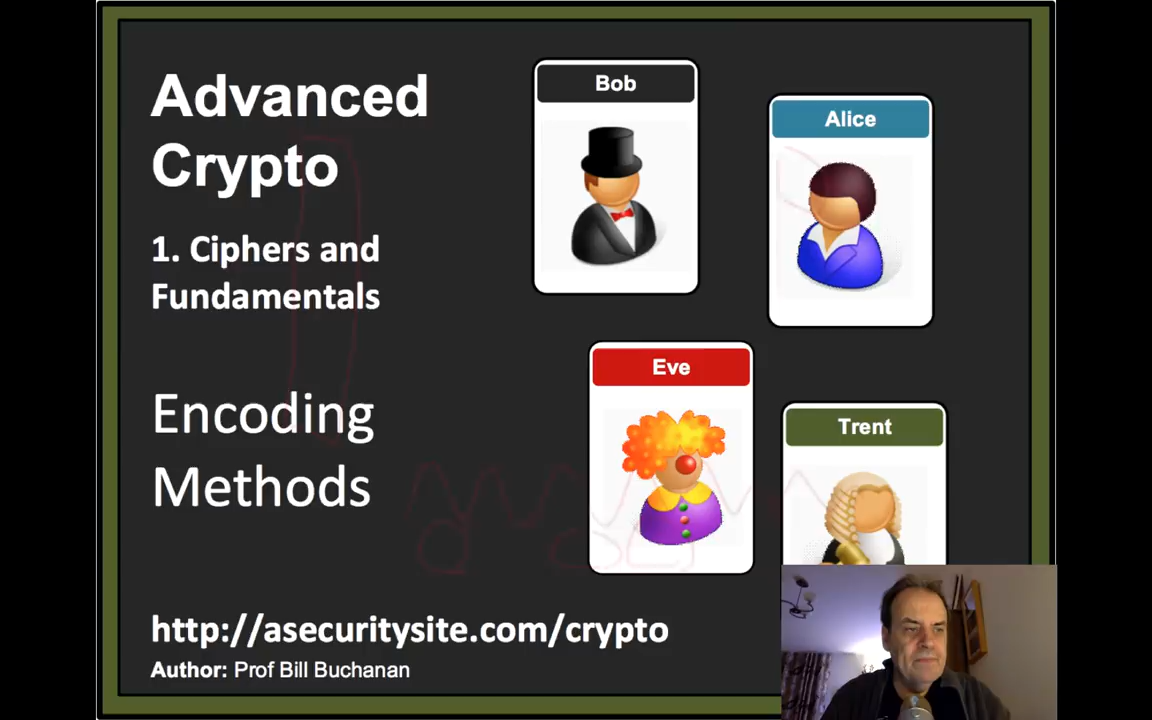 Advanced
Crypto
1. Ciphers and
Fundamentals
Encoding
Methods
http://asecuritysite.com/crypto
Author: Prof Bill Buchanan
Bob
Alice
Eve
Trent